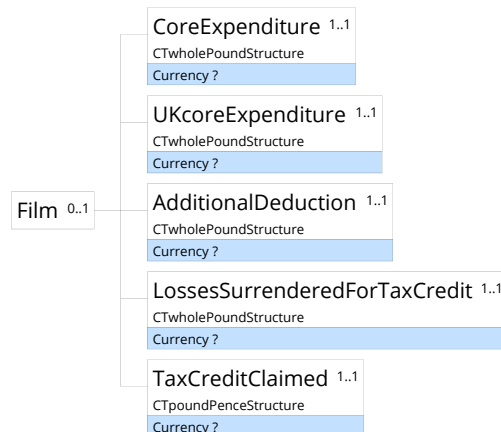 CoreExpenditure 1..1
CTwholePoundStructure
Currency ?
UKcoreExpenditure 1..1
CTwholePoundStructure
Currency ?
Film 0..1
AdditionalDeduction 1..1
CTwholePoundStructure
Currency ?
LossesSurrenderedForTaxCredit 1..1
CTwholePoundStructure
Currency ?
TaxCreditClaimed 1..1
CTpoundPenceStructure
Currency ?